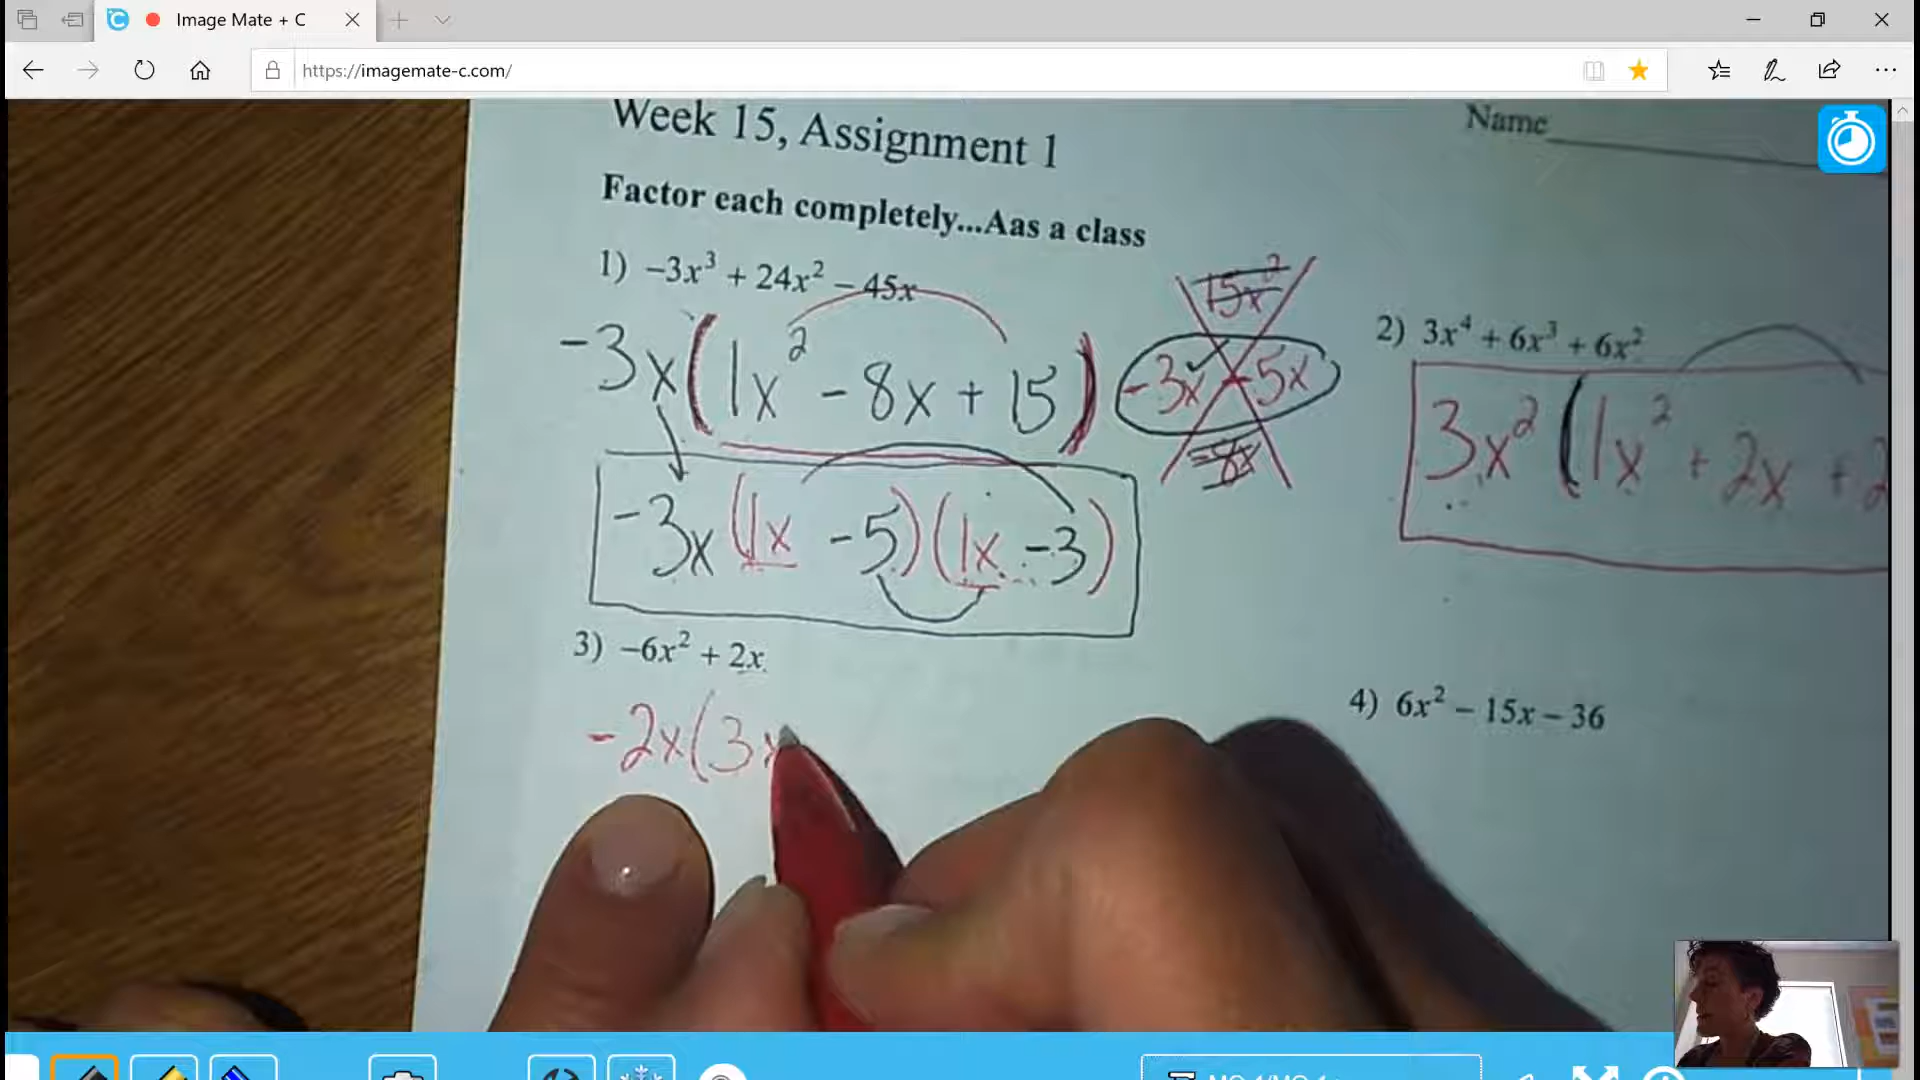 Image Mate + C
https://imagemate-c.com/
Week 15, Assignment 1
Name
Factor each completely...Aas a class
1) −3x³ + 24x² − 45x
-3x(1x² - 8x + 15)
15x²
-3x -5x
-8x
-3x(1x -5)(1x -3)
2) 3x⁴ + 6x³ + 6x²
3x²(1x² + 2x + 2
3) −6x² + 2x
-2x(3x
4) 6x² − 15x − 36